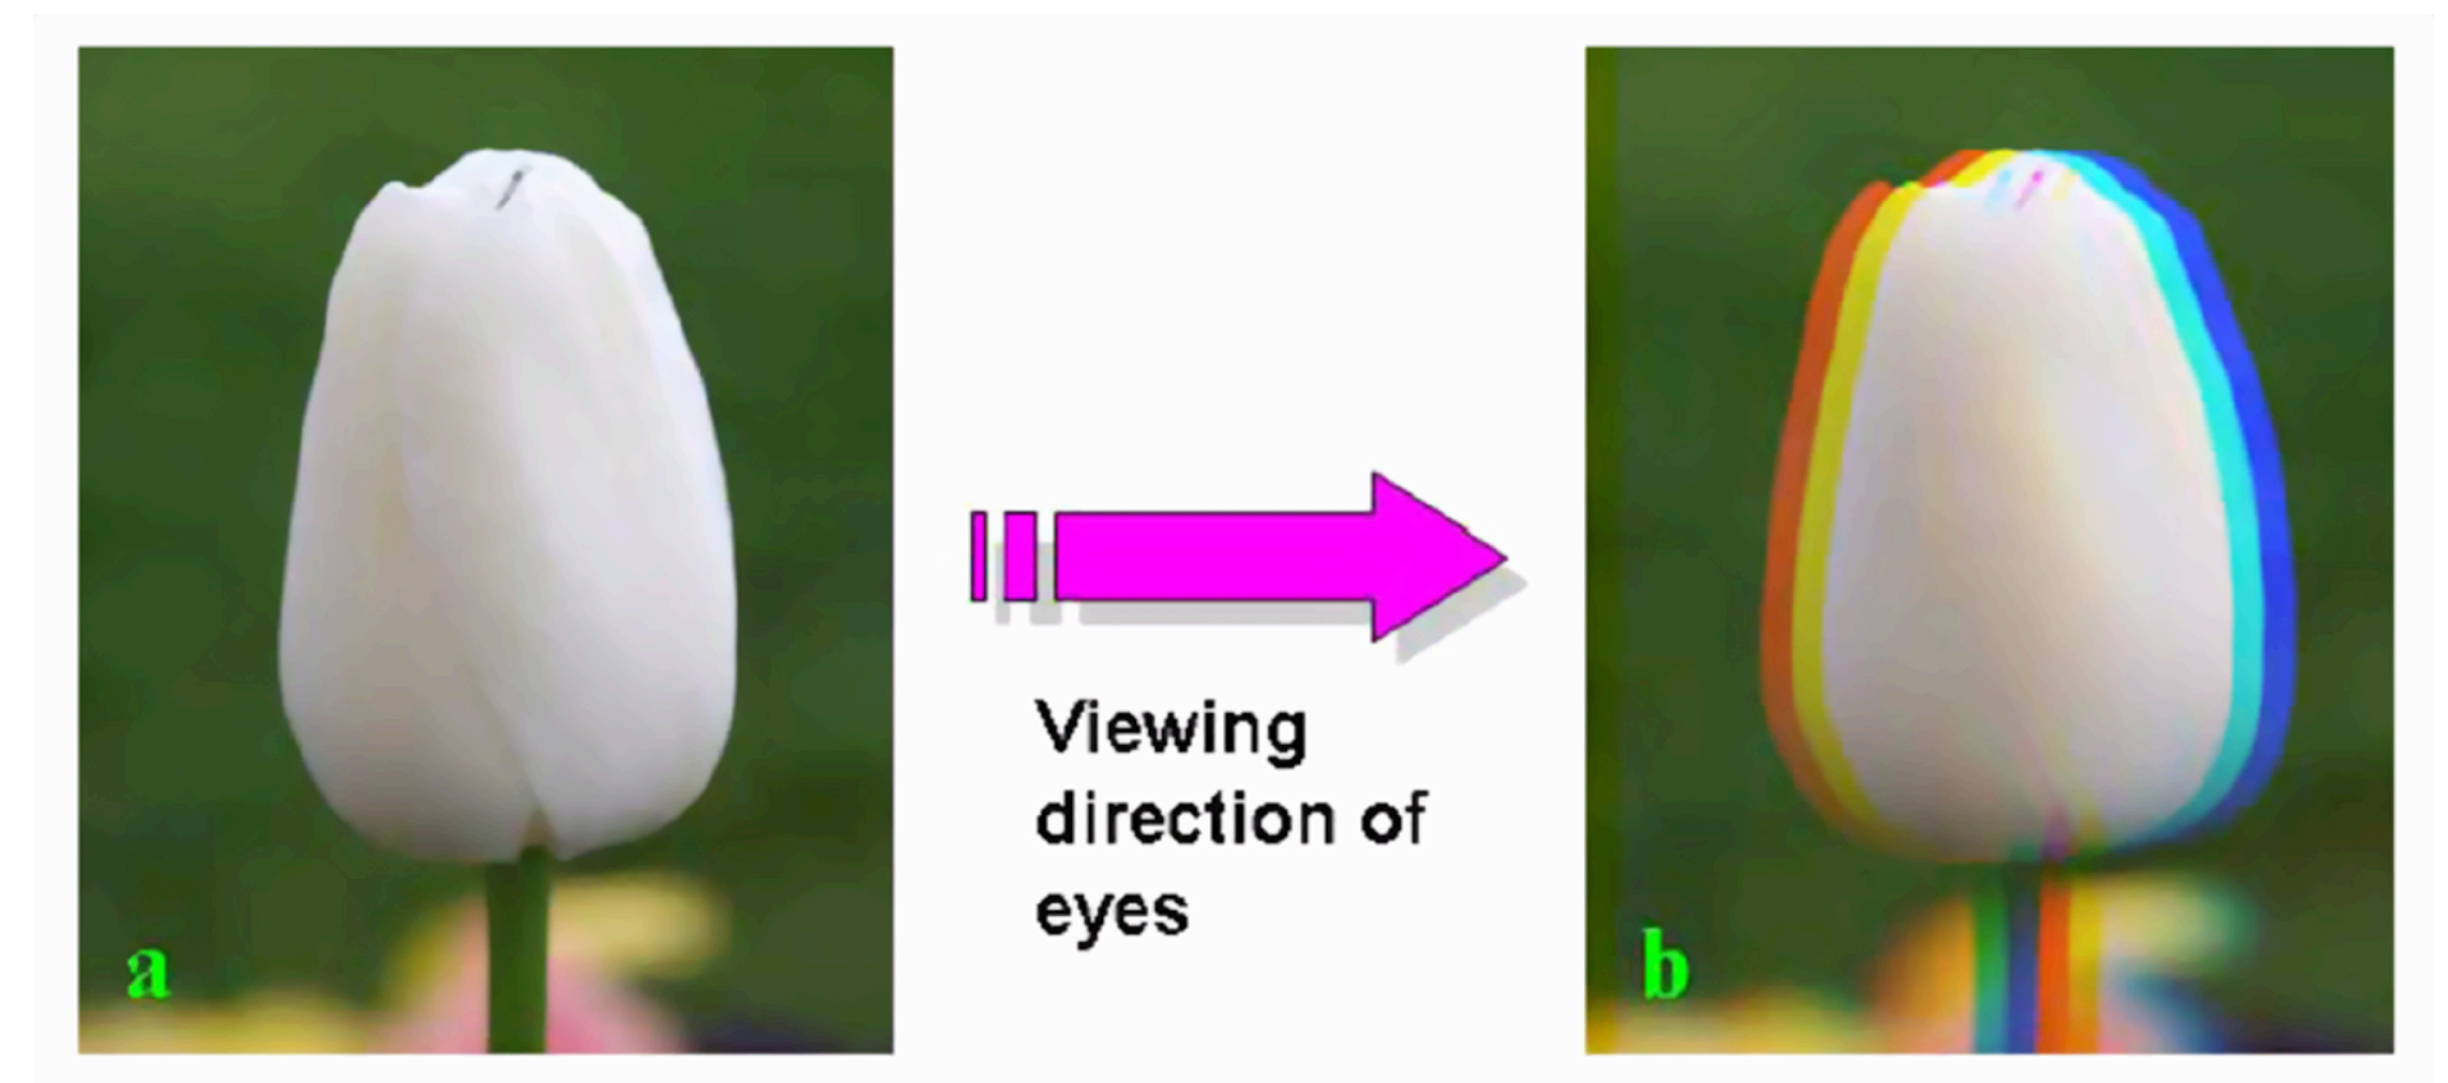 a
Viewing
direction of
eyes
b